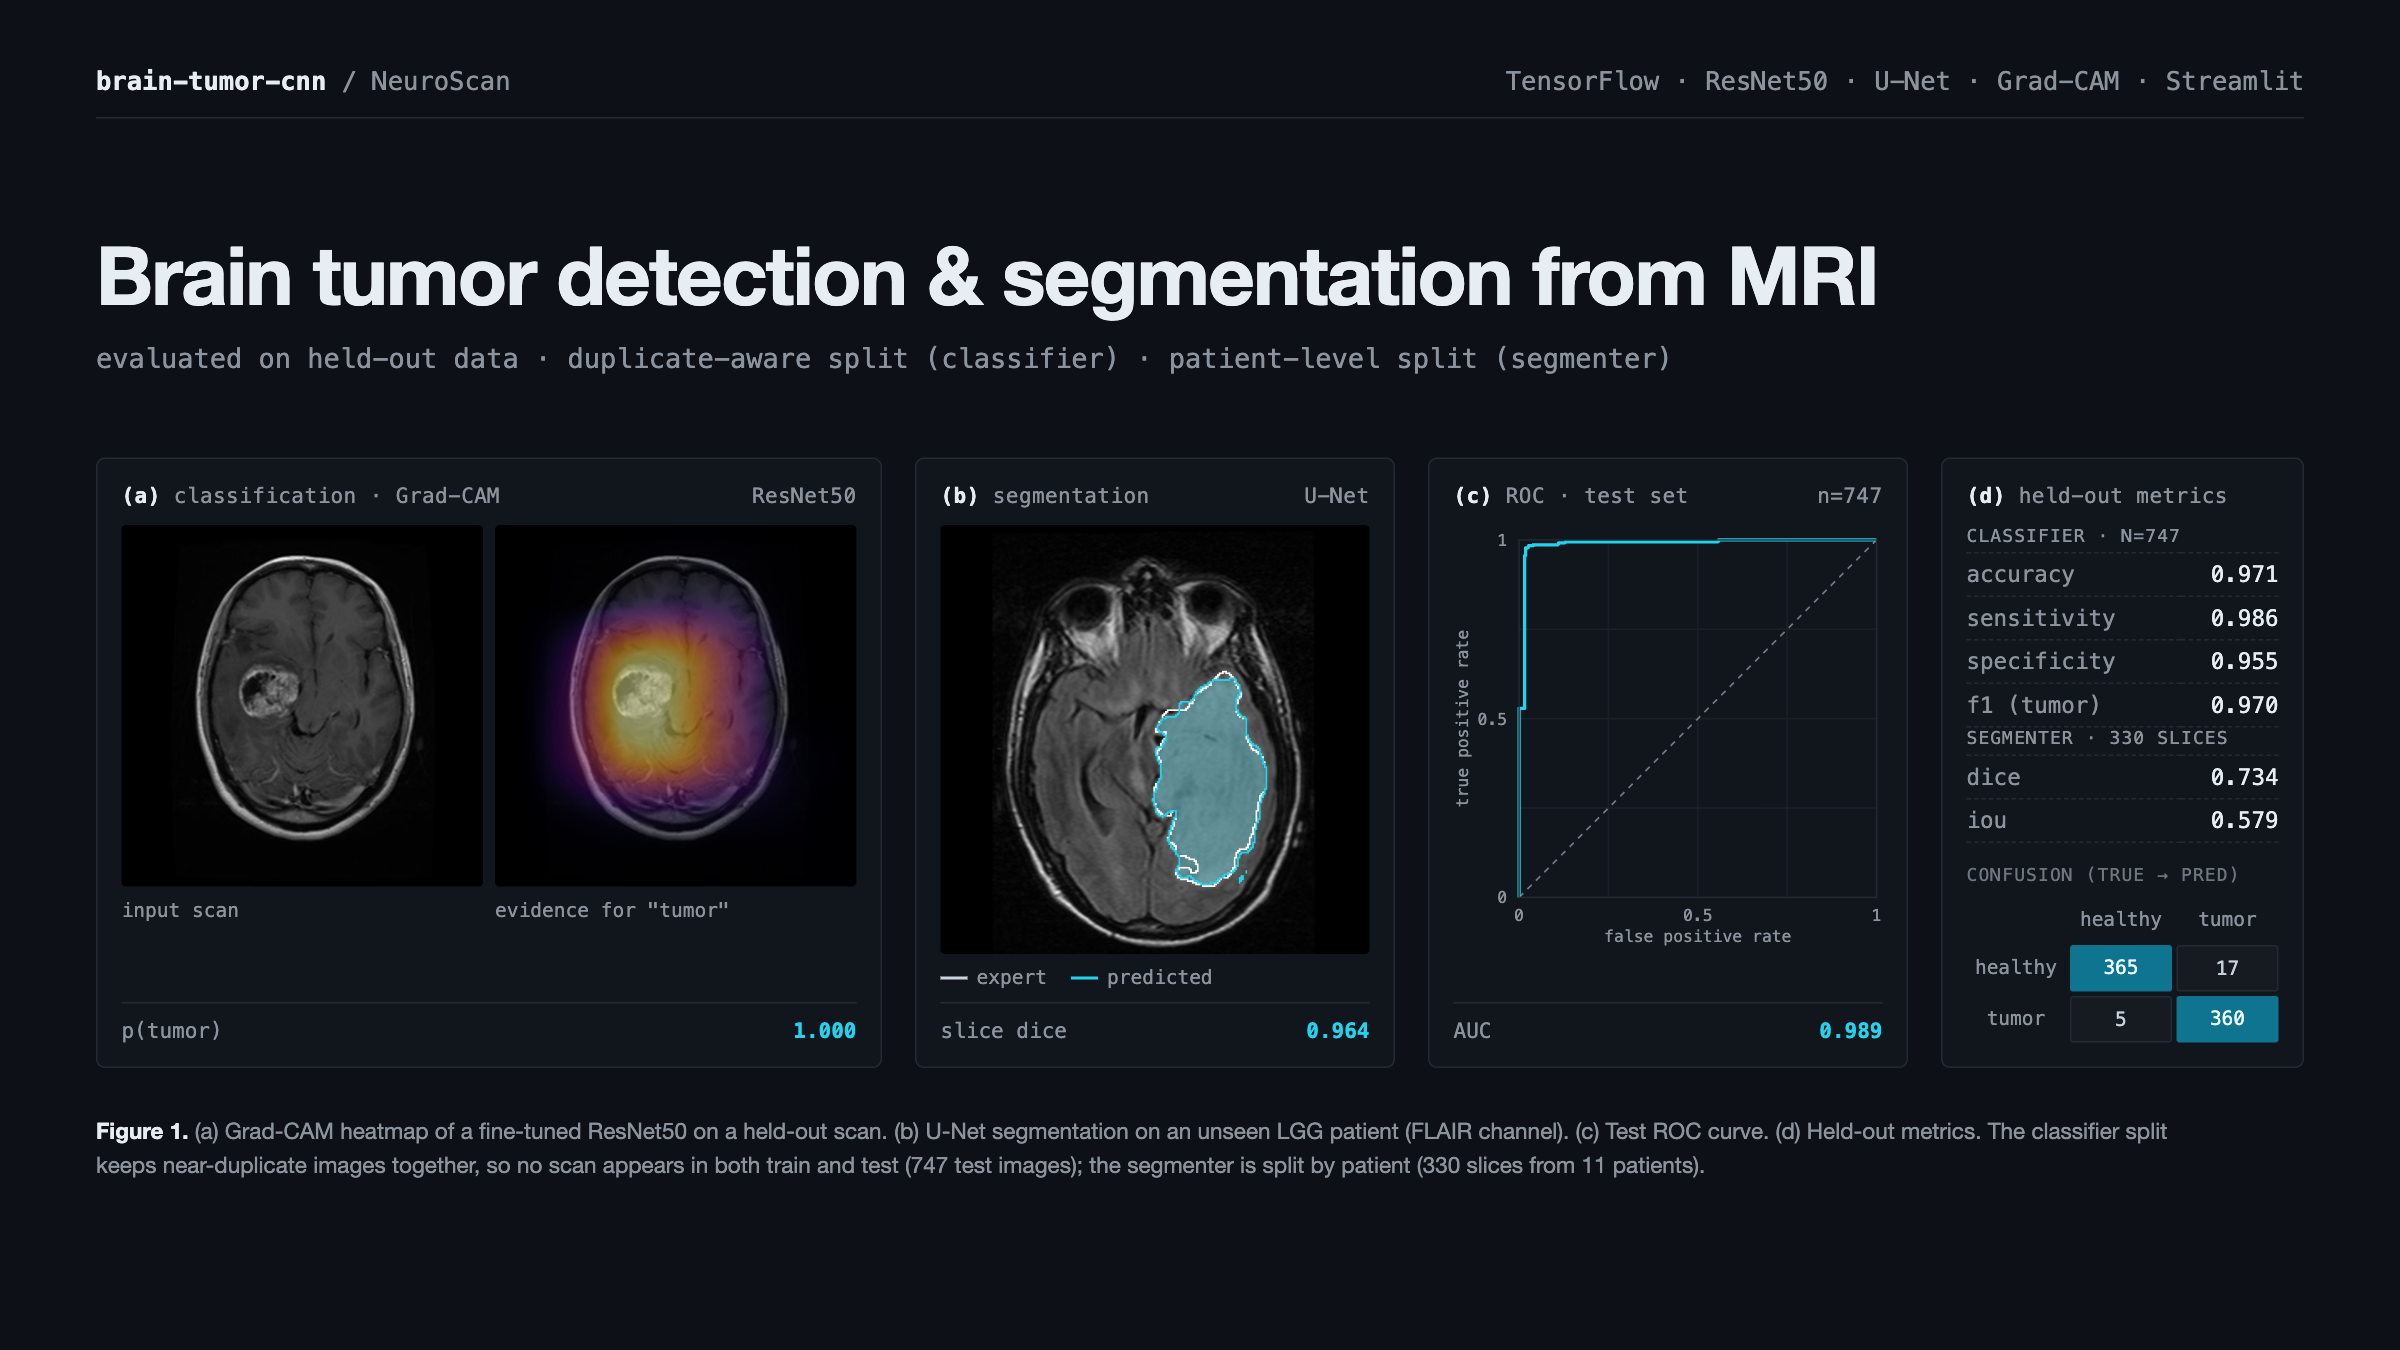 brain-tumor-cnn / NeuroScan
TensorFlow · ResNet50 · U-Net · Grad-CAM · Streamlit
Brain tumor detection & segmentation from MRI
evaluated on held-out data · duplicate-aware split (classifier) · patient-level split (segmenter)
(a) classification · Grad-CAM ResNet50
input scan
evidence for "tumor"
p(tumor) 1.000
(b) segmentation U-Net
expert predicted
slice dice 0.964
(c) ROC · test set n=747
1
true positive rate
0.5
0
0 0.5 1
false positive rate
AUC 0.989
(d) held-out metrics
CLASSIFIER · N=747
accuracy 0.971
sensitivity 0.986
specificity 0.955
f1 (tumor) 0.970
SEGMENTER · 330 SLICES
dice 0.734
iou 0.579
CONFUSION (TRUE → PRED)
healthy tumor
healthy 365 17
tumor 5 360
Figure 1. (a) Grad-CAM heatmap of a fine-tuned ResNet50 on a held-out scan. (b) U-Net segmentation on an unseen LGG patient (FLAIR channel). (c) Test ROC curve. (d) Held-out metrics. The classifier split
keeps near-duplicate images together, so no scan appears in both train and test (747 test images); the segmenter is split by patient (330 slices from 11 patients).